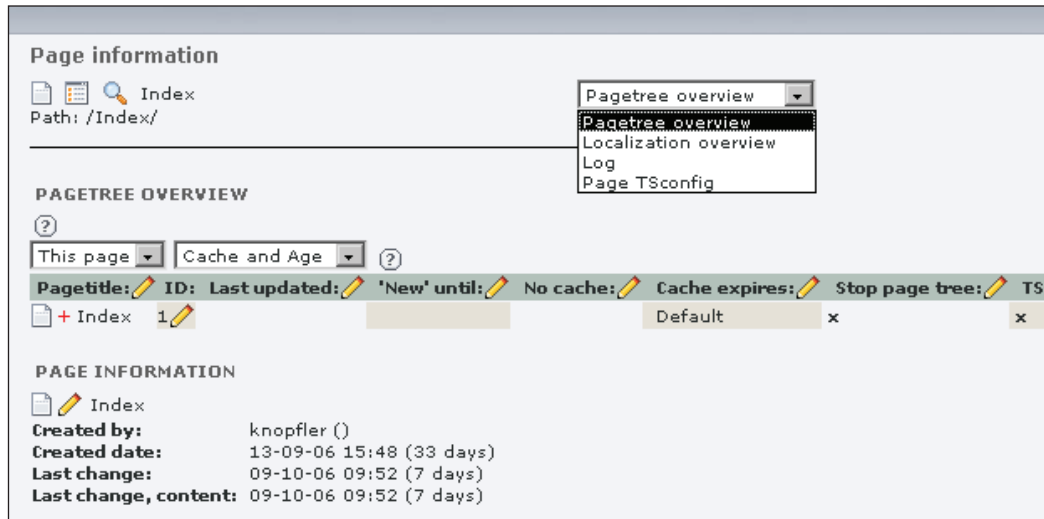 Page information
Index
Path: /Index/
Pagetree overview
Pagetree overview
Localization overview
Log
Page TSconfig
PAGETREE OVERVIEW
?
This page Cache and Age ?
Pagetitle: ID: Last updated: 'New' until: No cache: Cache expires: Stop page tree: TS
+ Index 1 Default x x
PAGE INFORMATION
Index
Created by: knopfler ()
Created date: 13-09-06 15:48 (33 days)
Last change: 09-10-06 09:52 (7 days)
Last change, content: 09-10-06 09:52 (7 days)